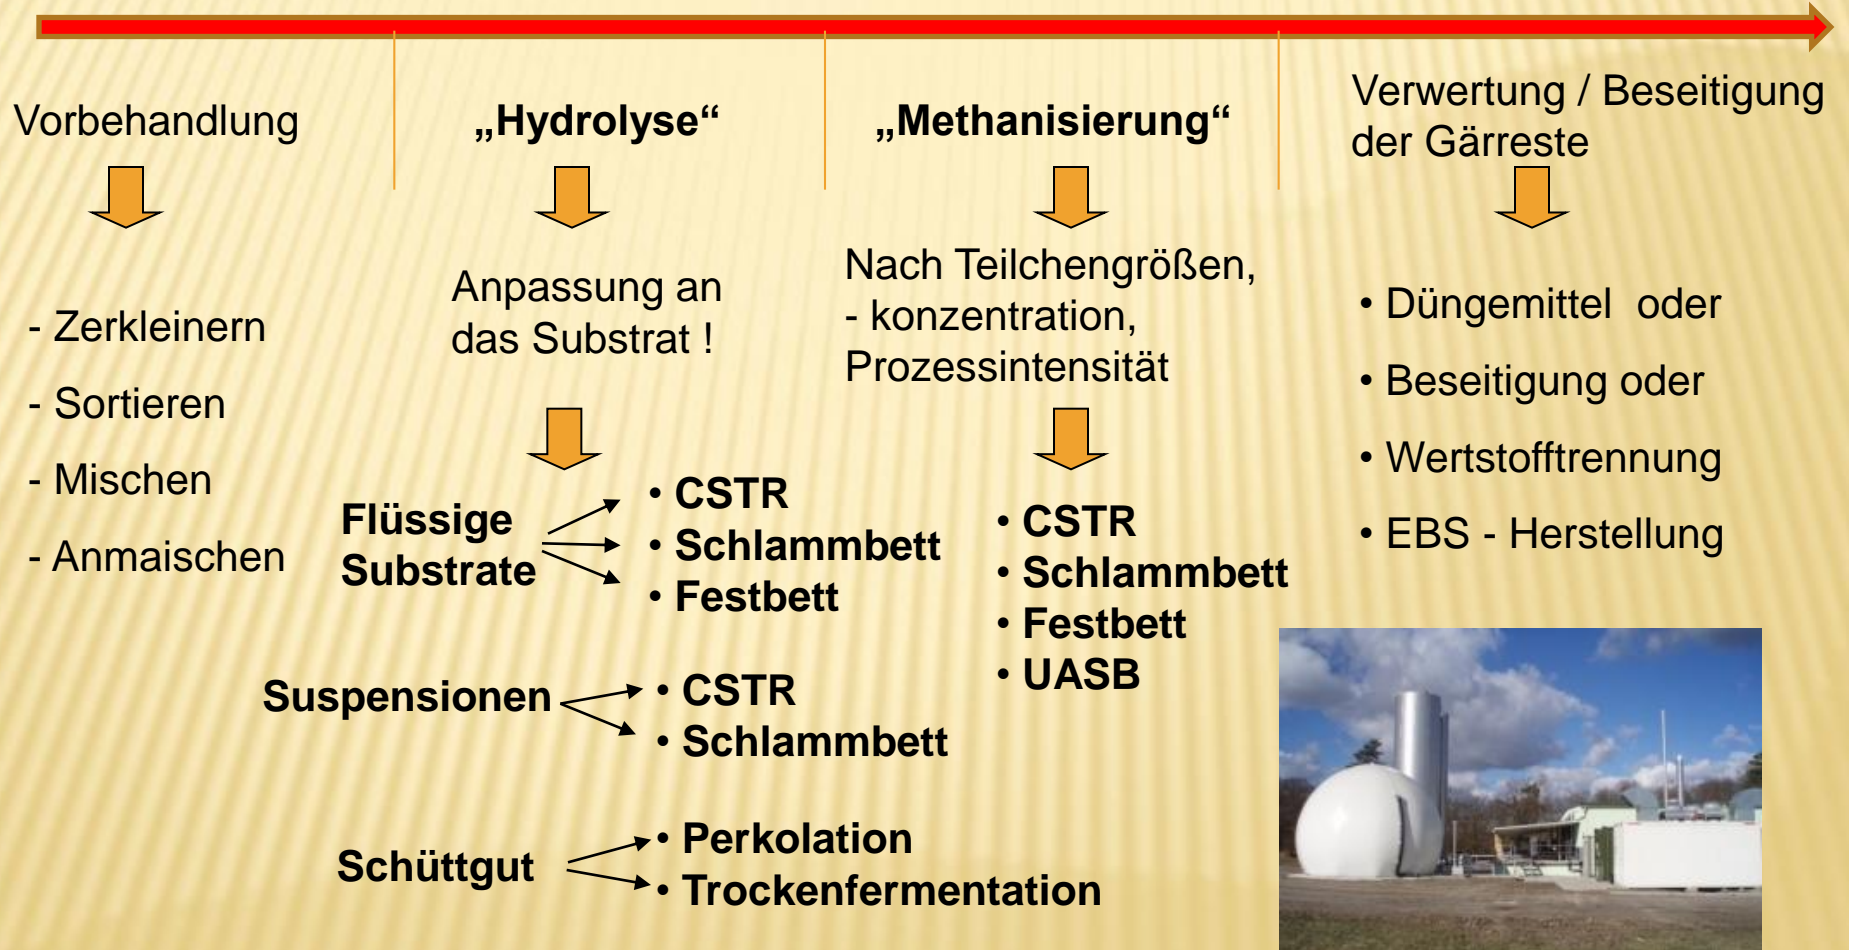 Vorbehandlung
- Zerkleinern
- Sortieren
- Mischen
- Anmaischen
„Hydrolyse“
Anpassung an
das Substrat !
Flüssige
Substrate
• CSTR
• Schlammbett
• Festbett
Suspensionen
• CSTR
• Schlammbett
Schüttgut
• Perkolation
• Trockenfermentation
„Methanisierung“
Nach Teilchengrößen,
- konzentration,
Prozessintensität
• CSTR
• Schlammbett
• Festbett
• UASB
Verwertung / Beseitigung
der Gärreste
• Düngemittel oder
• Beseitigung oder
• Wertstofftrennung
• EBS - Herstellung